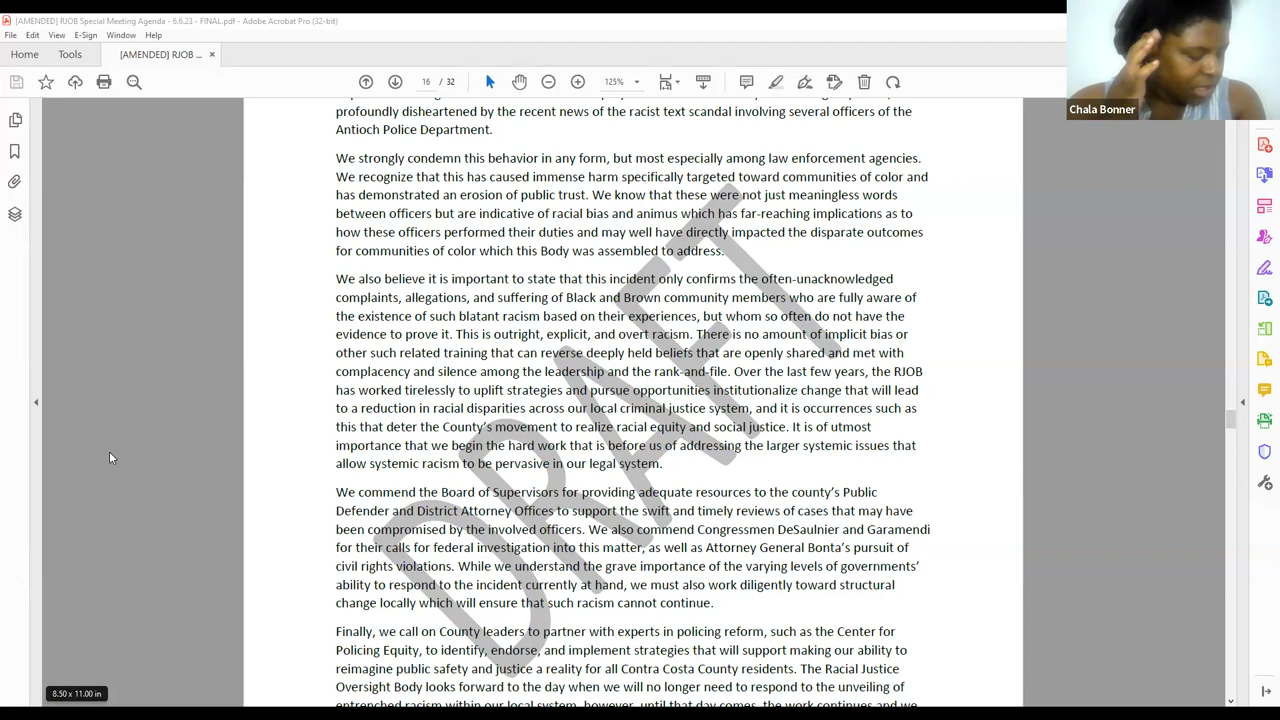 [AMENDED] RJOB Special Meeting Agenda - 6.6.23 - FINAL.pdf - Adobe Acrobat Pro (32-bit)
File Edit View E-Sign Window Help
Home Tools [AMENDED] RJOB ... ×
16 / 32 125%
Chala Bonner
profoundly disheartened by the recent news of the racist text scandal involving several officers of the
Antioch Police Department.
We strongly condemn this behavior in any form, but most especially among law enforcement agencies.
We recognize that this has caused immense harm specifically targeted toward communities of color and
has demonstrated an erosion of public trust. We know that these were not just meaningless words
between officers but are indicative of racial bias and animus which has far-reaching implications as to
how these officers performed their duties and may well have directly impacted the disparate outcomes
for communities of color which this Body was assembled to address.
We also believe it is important to state that this incident only confirms the often-unacknowledged
complaints, allegations, and suffering of Black and Brown community members who are fully aware of
the existence of such blatant racism based on their experiences, but whom so often do not have the
evidence to prove it. This is outright, explicit, and overt racism. There is no amount of implicit bias or
other such related training that can reverse deeply held beliefs that are openly shared and met with
complacency and silence among the leadership and the rank-and-file. Over the last few years, the RJOB
has worked tirelessly to uplift strategies and pursue opportunities institutionalize change that will lead
to a reduction in racial disparities across our local criminal justice system, and it is occurrences such as
this that deter the County's movement to realize racial equity and social justice. It is of utmost
importance that we begin the hard work that is before us of addressing the larger systemic issues that
allow systemic racism to be pervasive in our legal system.
We commend the Board of Supervisors for providing adequate resources to the county's Public
Defender and District Attorney Offices to support the swift and timely reviews of cases that may have
been compromised by the involved officers. We also commend Congressmen DeSaulnier and Garamendi
for their calls for federal investigation into this matter, as well as Attorney General Bonta's pursuit of
civil rights violations. While we understand the grave importance of the varying levels of governments'
ability to respond to the incident currently at hand, we must also work diligently toward structural
change locally which will ensure that such racism cannot continue.
Finally, we call on County leaders to partner with experts in policing reform, such as the Center for
Policing Equity, to identify, endorse, and implement strategies that will support making our ability to
reimagine public safety and justice a reality for all Contra Costa County residents. The Racial Justice
Oversight Body looks forward to the day when we will no longer need to respond to the unveiling of
entrenched racism within our local system, however, until that day comes, the work continues and we
DRAFT
8.50 x 11.00 in